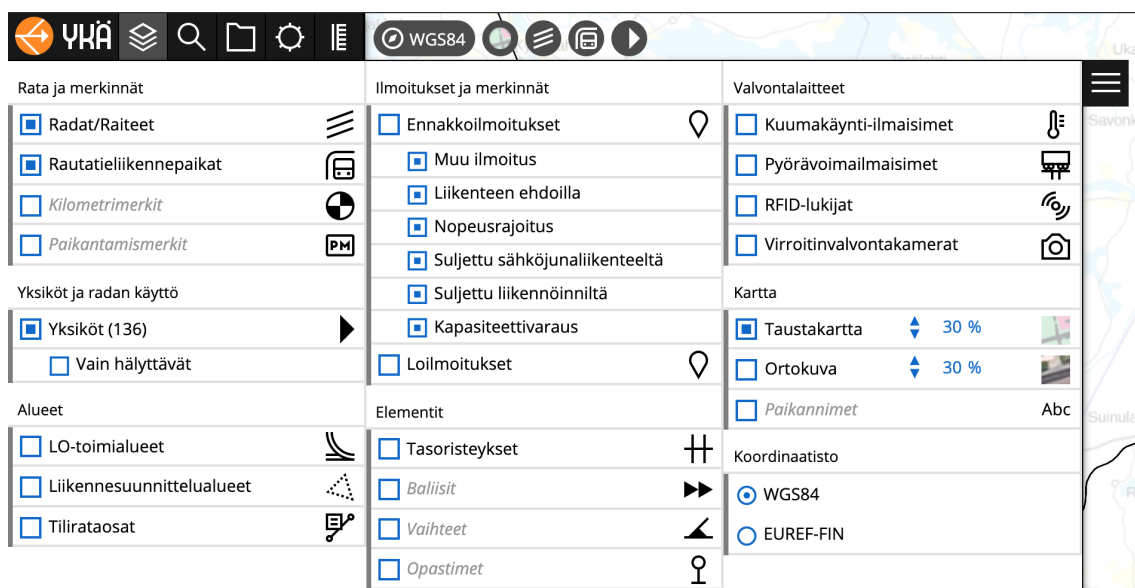 YKÄ
WGS84
Rata ja merkinnät
Radat/Raiteet
Rautatieliikennepaikat
Kilometrimerkit
Paikantamismerkit
PM
Yksiköt ja radan käyttö
Yksiköt (136)
Vain hälyttävät
Alueet
LO-toimialueet
Liikennesuunnittelualueet
Tilirataosat
Ilmoitukset ja merkinnät
Ennakkoilmoitukset
Muu ilmoitus
Liikenteen ehdoilla
Nopeusrajoitus
Suljettu sähköjunaliikenteeltä
Suljettu liikennöinniltä
Kapasiteettivaraus
Loilmoitukset
Elementit
Tasoristeykset
Baliisit
Vaihteet
Opastimet
Valvontalaitteet
Kuumakäynti-ilmaisimet
Pyörävoimailmaisimet
RFID-lukijat
Virroitinvalvontakamerat
Kartta
Taustakartta 30 %
Ortokuva 30 %
Paikannimet Abc
Koordinaatisto
WGS84
EUREF-FIN
Uka
Savonk
Suinula